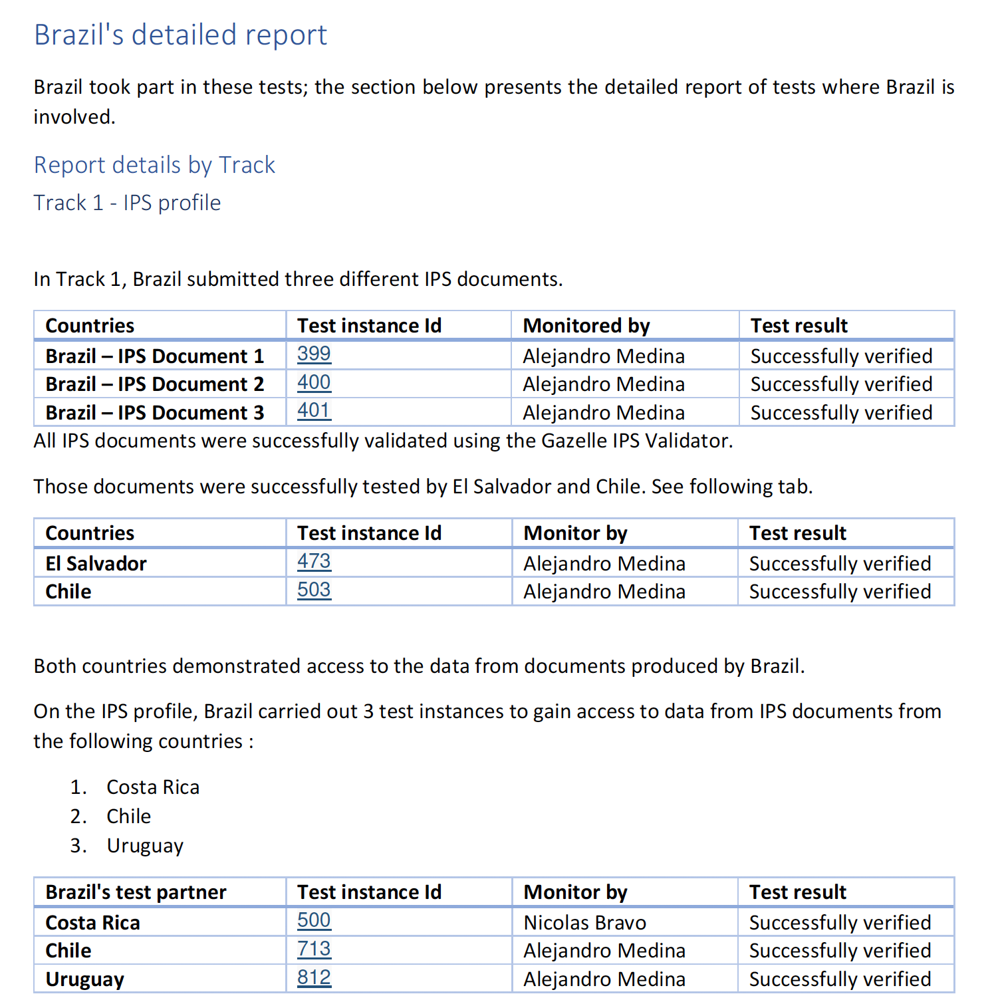 Brazil's detailed report
Brazil took part in these tests; the section below presents the detailed report of tests where Brazil is
involved.
Report details by Track
Track 1 - IPS profile
In Track 1, Brazil submitted three different IPS documents.
Countries Test instance Id Monitored by Test result
Brazil – IPS Document 1 399 Alejandro Medina Successfully verified
Brazil – IPS Document 2 400 Alejandro Medina Successfully verified
Brazil – IPS Document 3 401 Alejandro Medina Successfully verified
All IPS documents were successfully validated using the Gazelle IPS Validator.
Those documents were successfully tested by El Salvador and Chile. See following tab.
Countries Test instance Id Monitor by Test result
El Salvador 473 Alejandro Medina Successfully verified
Chile 503 Alejandro Medina Successfully verified
Both countries demonstrated access to the data from documents produced by Brazil.
On the IPS profile, Brazil carried out 3 test instances to gain access to data from IPS documents from
the following countries :
1. Costa Rica
2. Chile
3. Uruguay
Brazil's test partner Test instance Id Monitor by Test result
Costa Rica 500 Nicolas Bravo Successfully verified
Chile 713 Alejandro Medina Successfully verified
Uruguay 812 Alejandro Medina Successfully verified